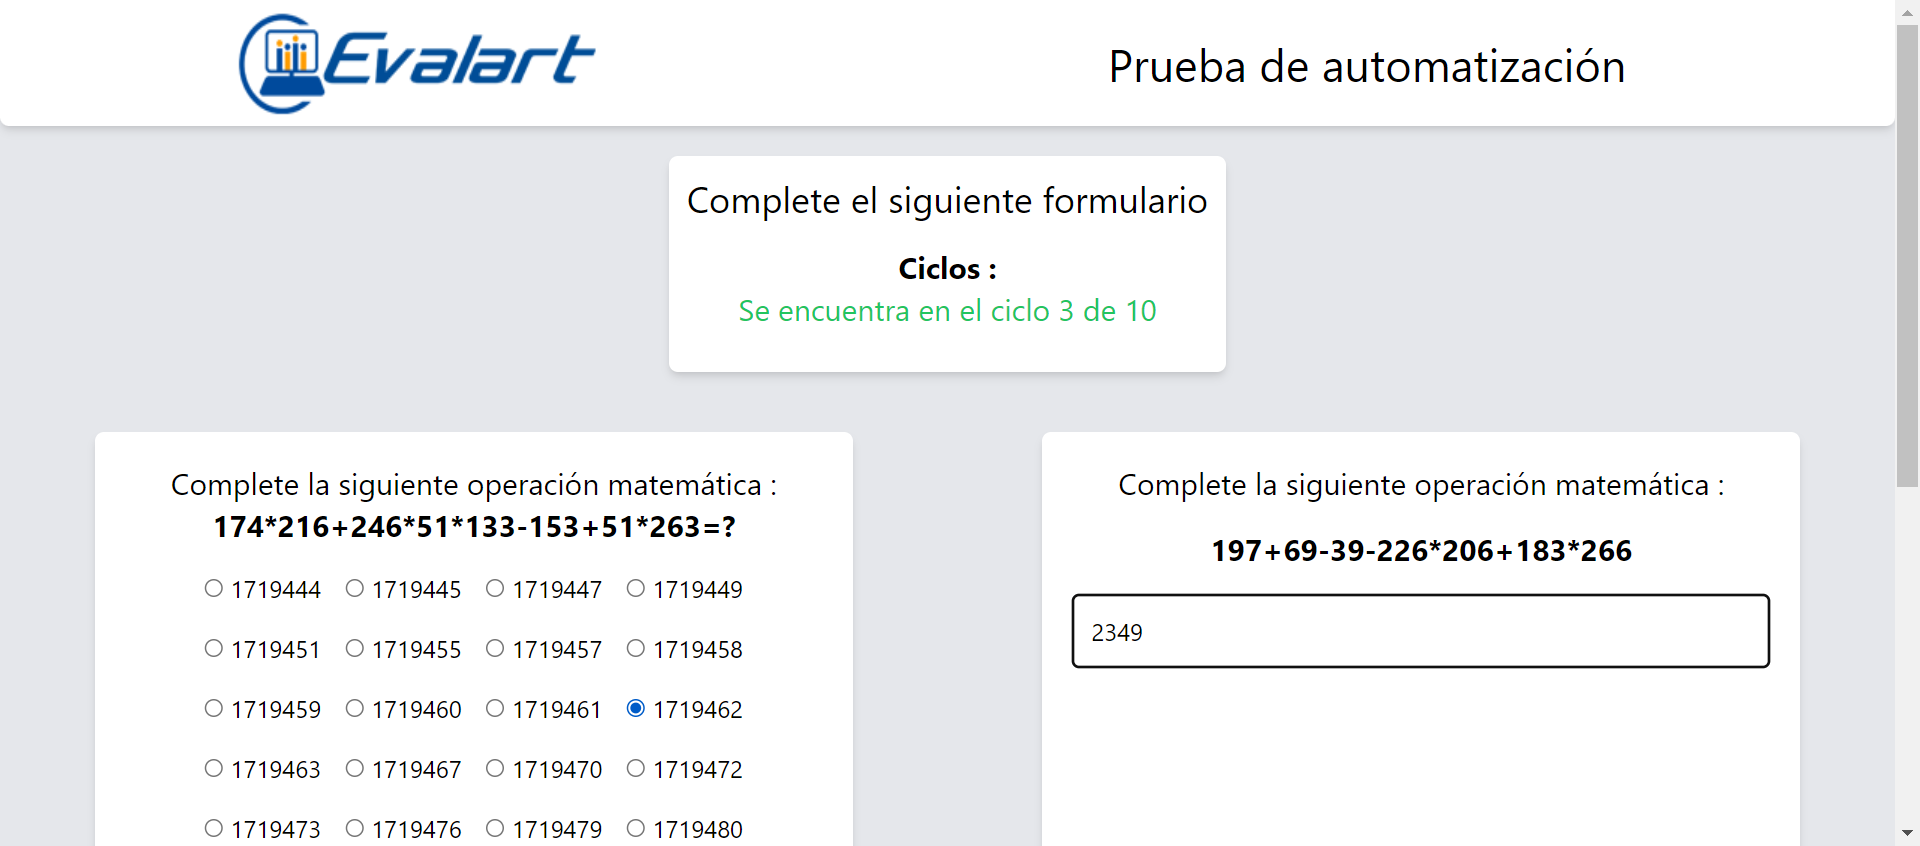 Evalart
Prueba de automatización
Complete el siguiente formulario
Ciclos :
Se encuentra en el ciclo 3 de 10
Complete la siguiente operación matemática :
174*216+246*51*133-153+51*263=?
1719444 1719445 1719447 1719449
1719451 1719455 1719457 1719458
1719459 1719460 1719461 1719462
1719463 1719467 1719470 1719472
1719473 1719476 1719479 1719480
Complete la siguiente operación matemática :
197+69-39-226*206+183*266
2349